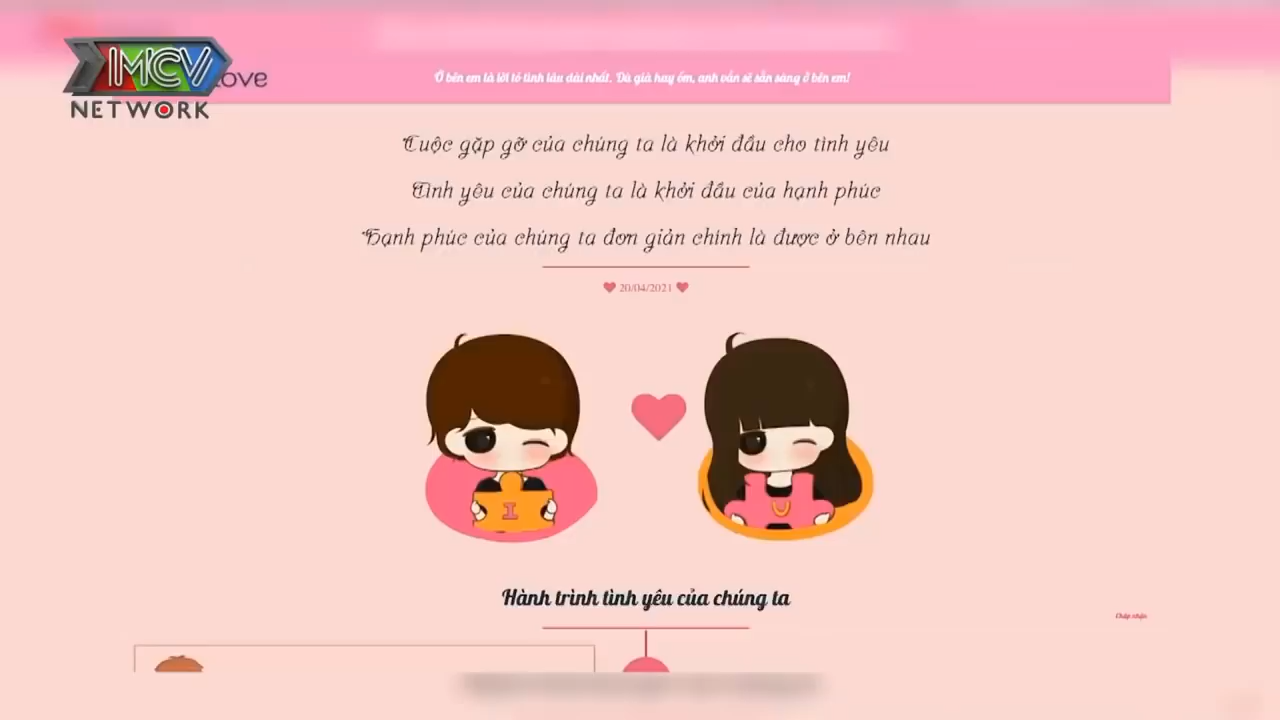 MCV
NETWORK
Love
Ở bên em là lời tỏ tình lâu dài nhất. Dù già hay ốm, anh vẫn sẽ sẵn sàng ở bên em!
Cuộc gặp gỡ của chúng ta là khởi đầu cho tình yêu
Tình yêu của chúng ta là khởi đầu của hạnh phúc
Hạnh phúc của chúng ta đơn giản chính là được ở bên nhau
20/04/2021
I
U
Hành trình tình yêu của chúng ta
Chấp nhận